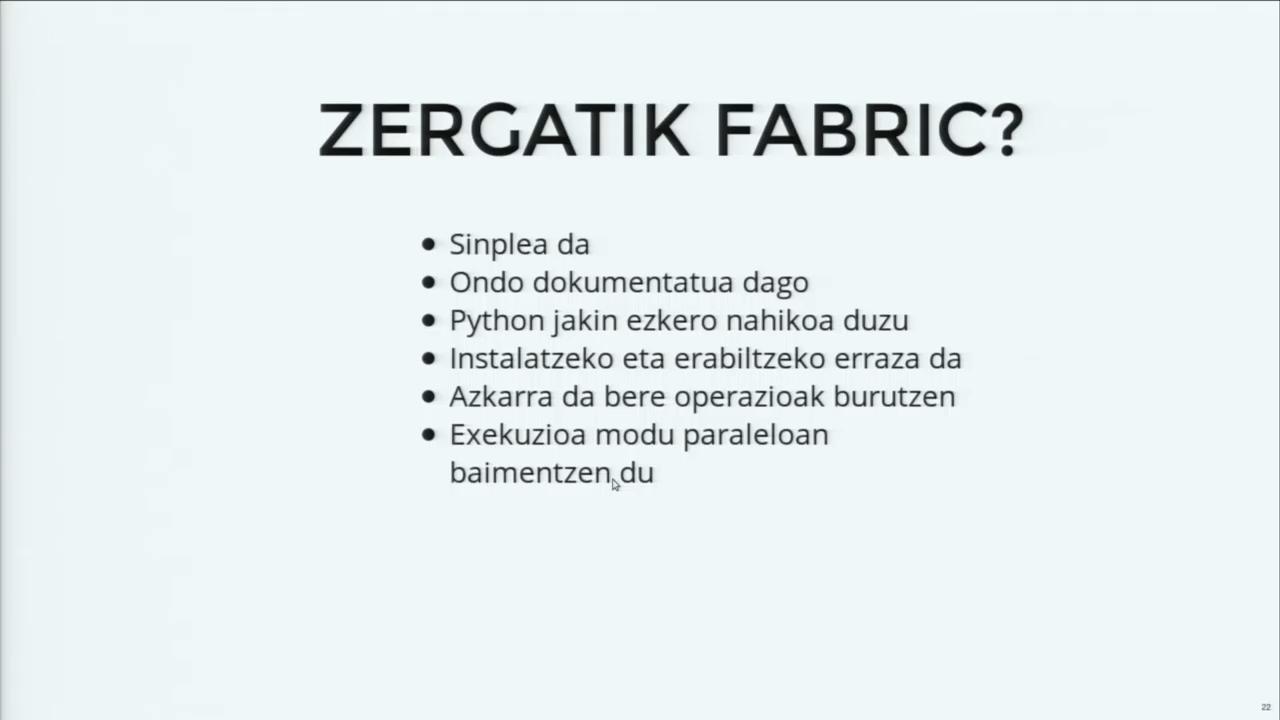 ZERGATIK FABRIC?
Sinplea da
Ondo dokumentatua dago
Python jakin ezkero nahikoa duzu
Instalatzeko eta erabiltzeko erraza da
Azkarra da bere operazioak burutzen
Exekuzioa modu paraleloan
baimentzen du
22